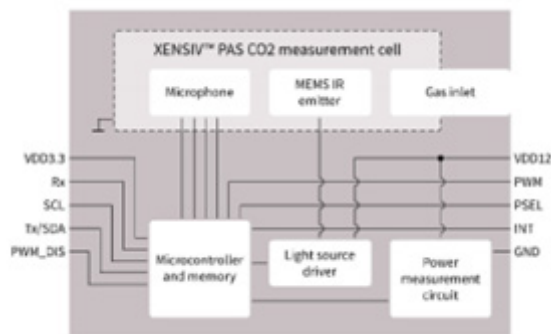 XENSIV™ PAS CO2 measurement cell
Microphone
MEMS IR
emitter
Gas inlet
VDD3.3
Rx
SCL
Tx/SDA
PWM_DIS
VDD12
PWM
PSEL
INT
GND
Microcontroller
and memory
Light source
driver
Power
measurement
circuit